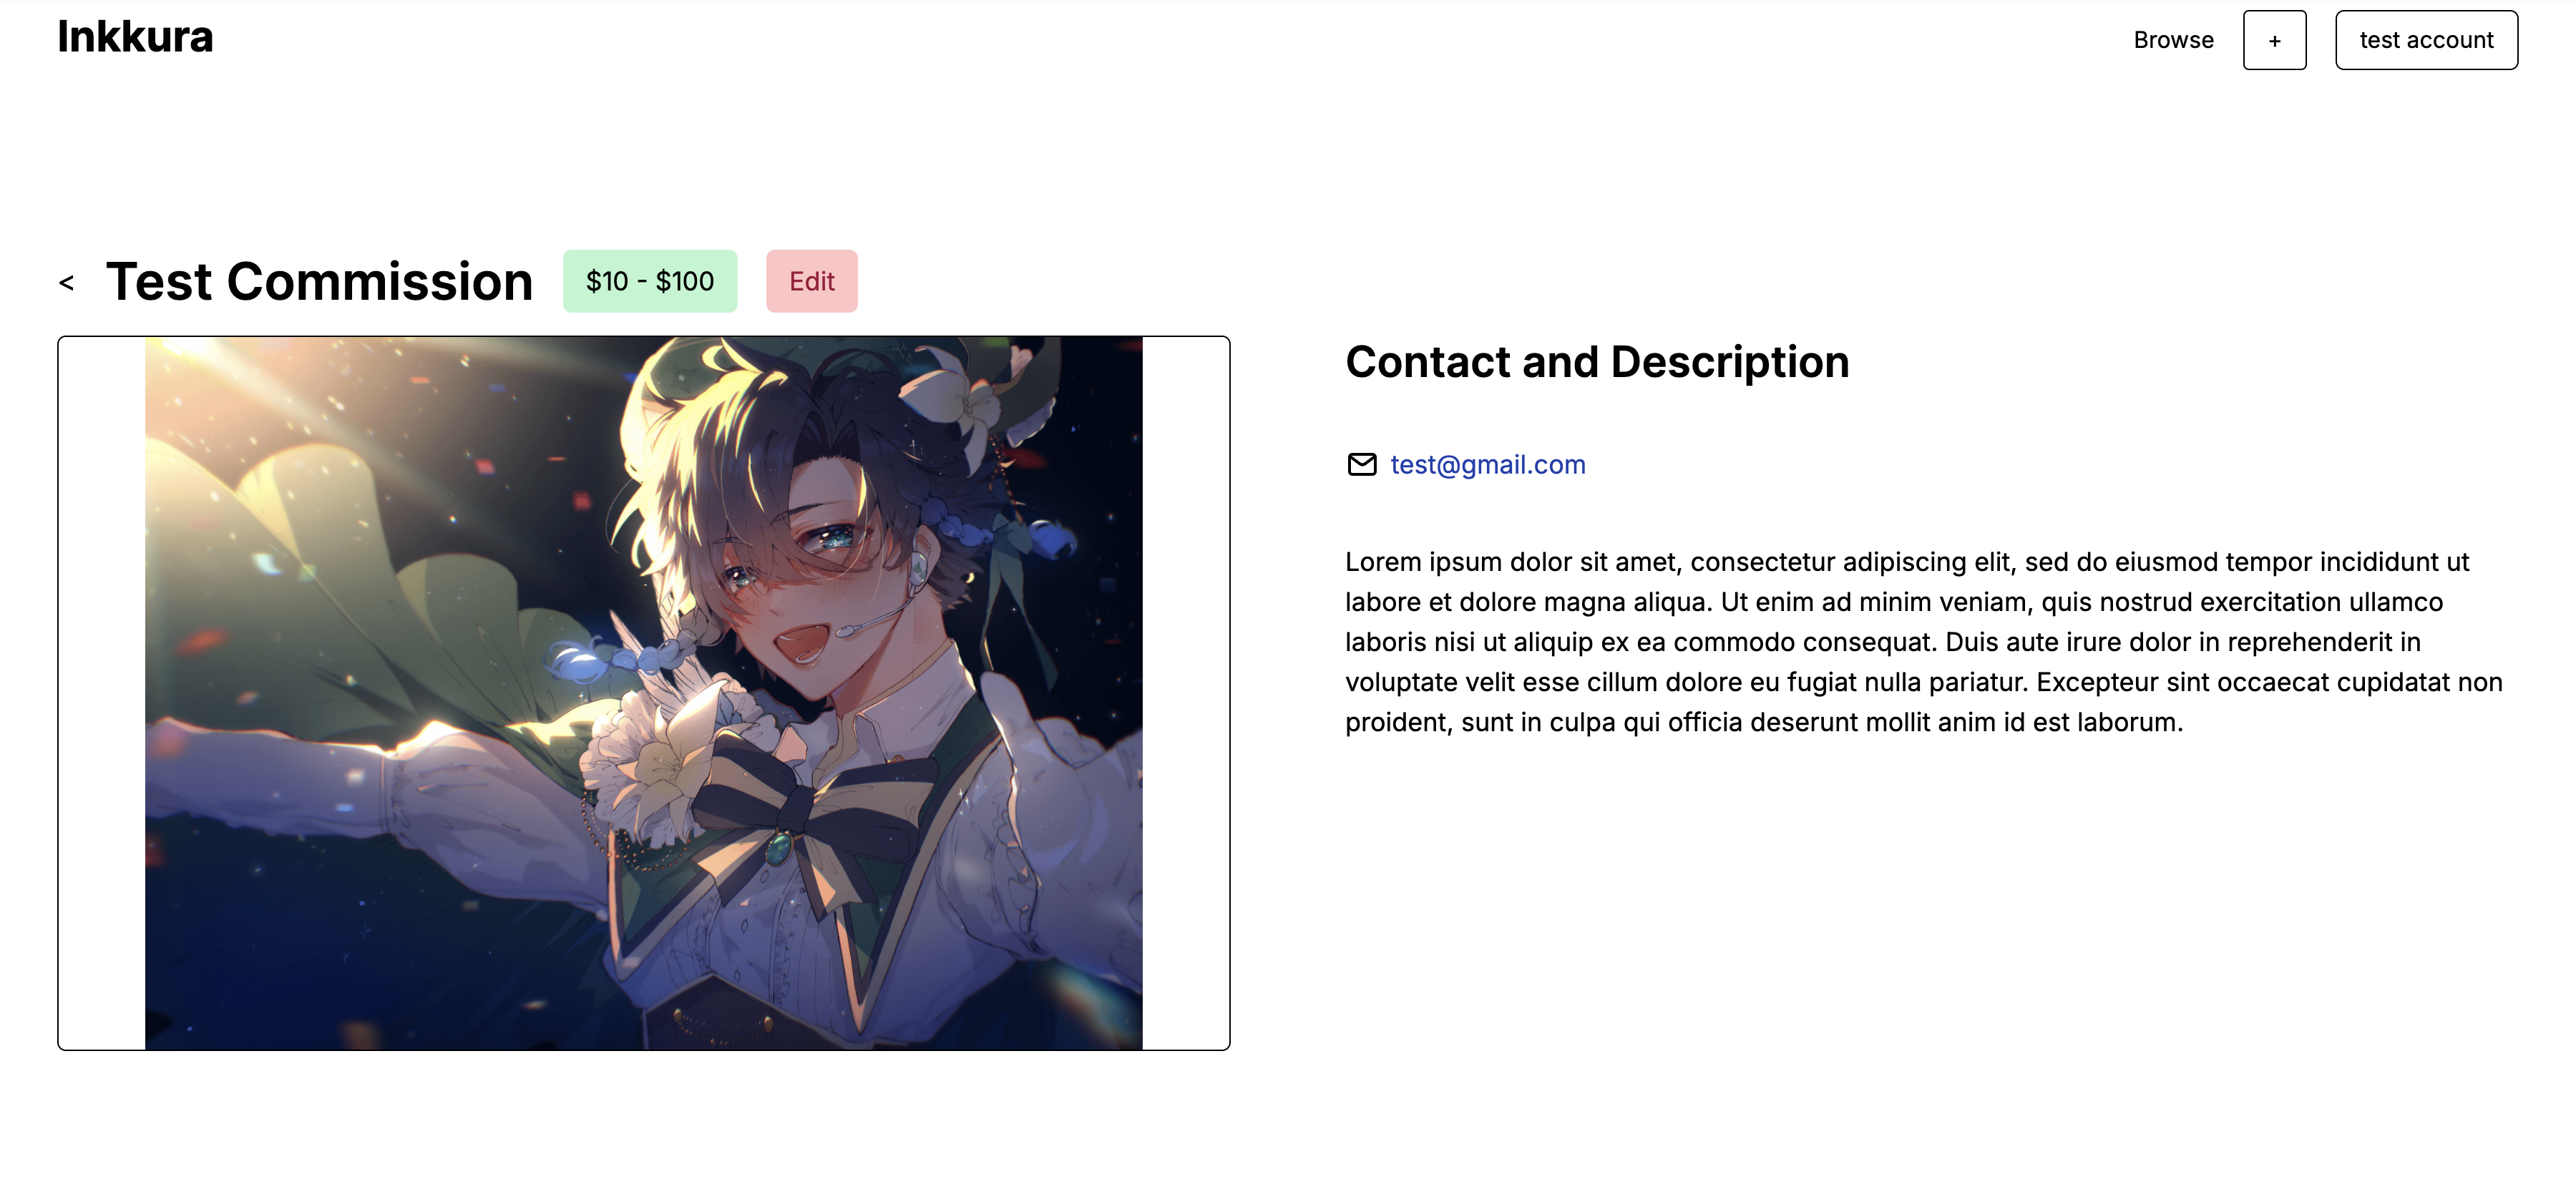 Inkkura
Browse
+
test account
< Test Commission
$10 - $100
Edit
Contact and Description
test@gmail.com
Lorem ipsum dolor sit amet, consectetur adipiscing elit, sed do eiusmod tempor incididunt ut
labore et dolore magna aliqua. Ut enim ad minim veniam, quis nostrud exercitation ullamco
laboris nisi ut aliquip ex ea commodo consequat. Duis aute irure dolor in reprehenderit in
voluptate velit esse cillum dolore eu fugiat nulla pariatur. Excepteur sint occaecat cupidatat non
proident, sunt in culpa qui officia deserunt mollit anim id est laborum.